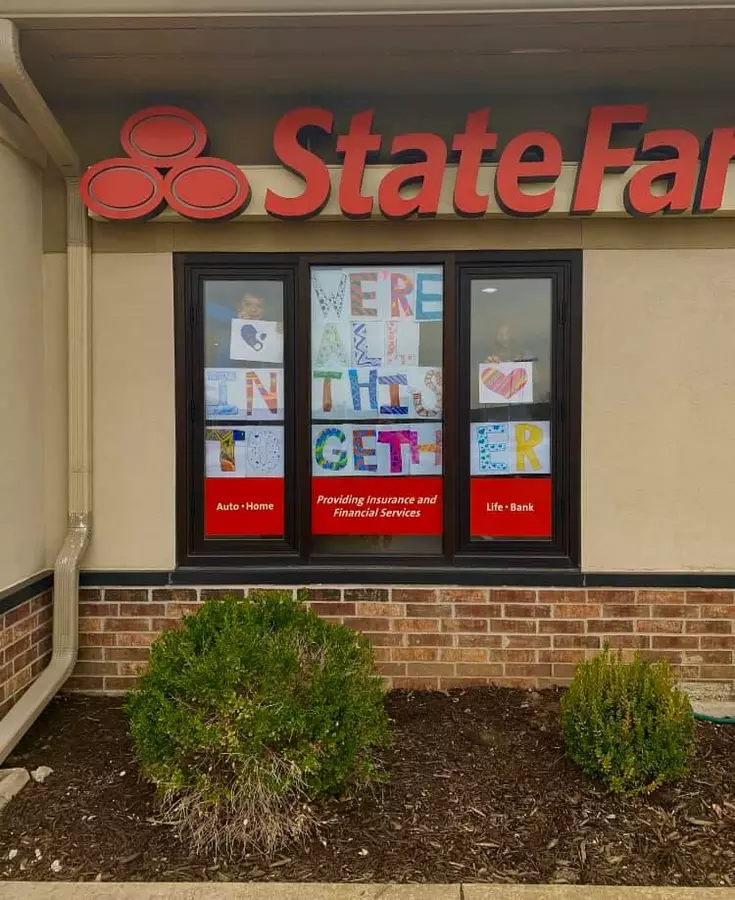 StateFar
WE'RE
ALL
IN THIS
TOGETHER
Auto • Home
Providing Insurance and
Financial Services
Life • Bank